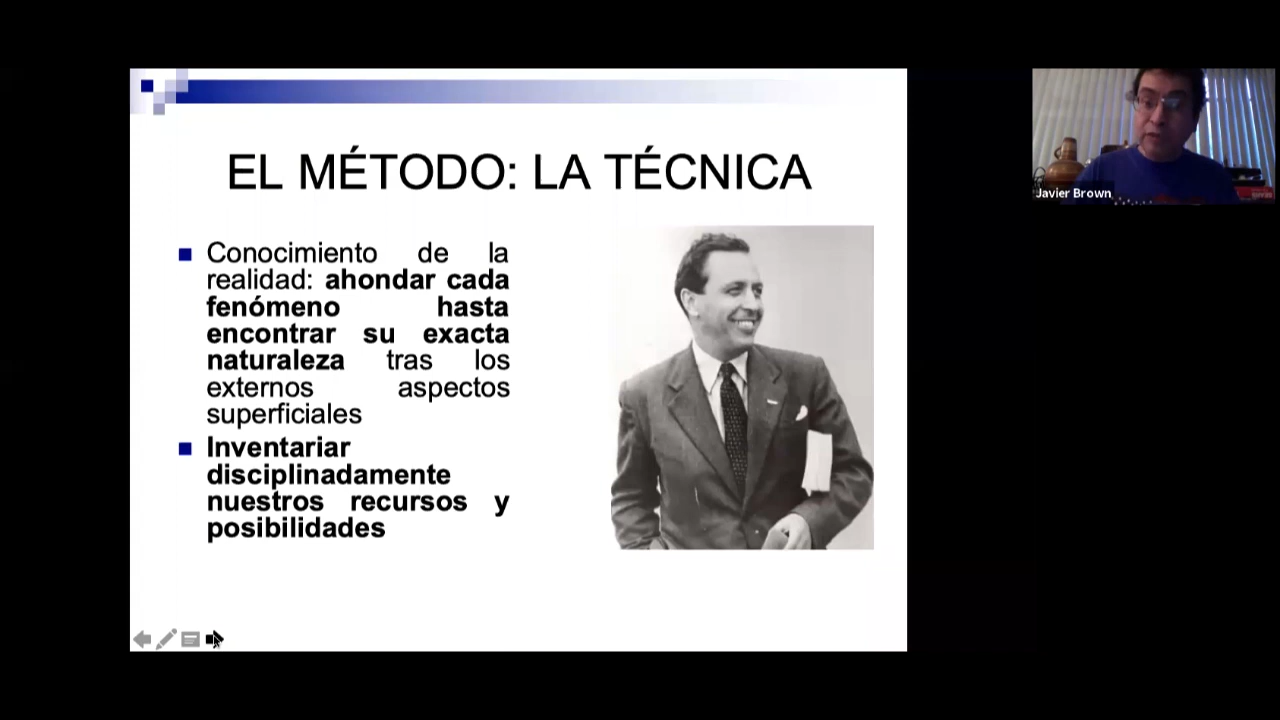 EL MÉTODO: LA TÉCNICA
Conocimiento de la
realidad: ahondar cada
fenómeno hasta
encontrar su exacta
naturaleza tras los
externos aspectos
superficiales
Inventariar
disciplinadamente
nuestros recursos y
posibilidades
Javier Brown